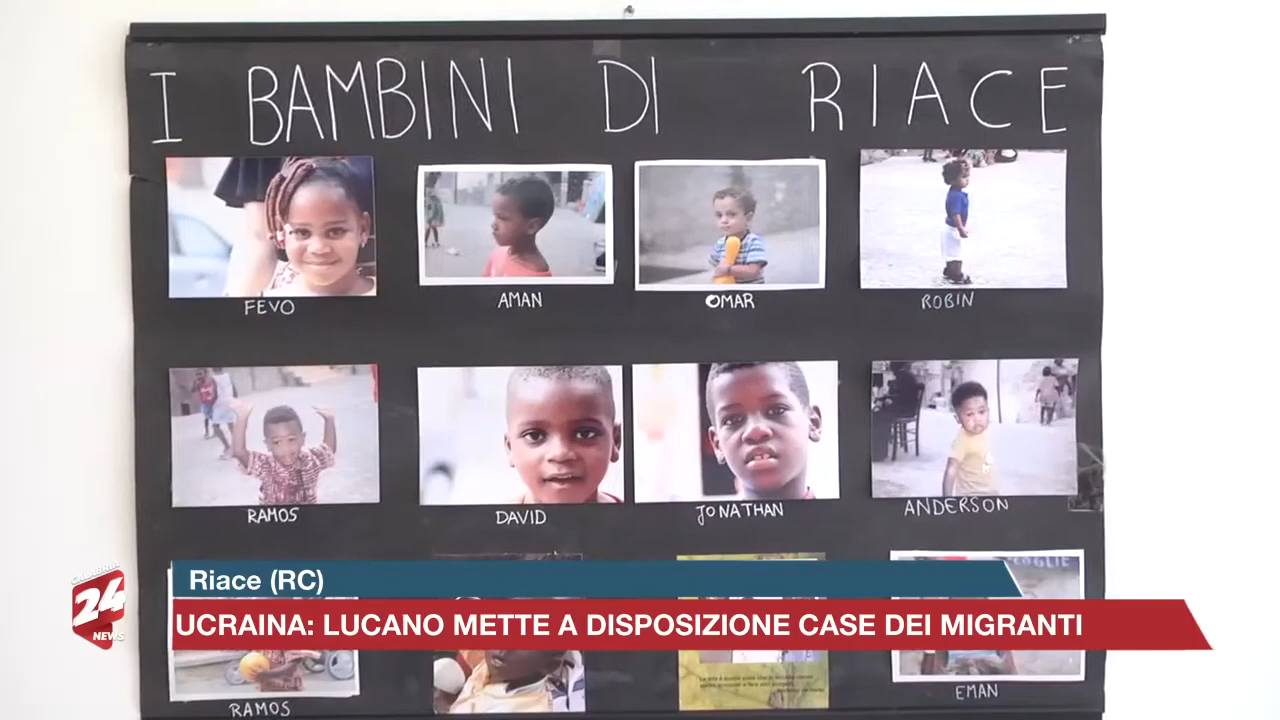 I BAMBINI DI RIACE
FEVO
AMAN
OMAR
ROBIN
RAMOS
DAVID
JONATHAN
ANDERSON
CALABRIA
24
NEWS
Riace (RC)
UCRAINA: LUCANO METTE A DISPOSIZIONE CASE DEI MIGRANTI
RAMOS
EMAN